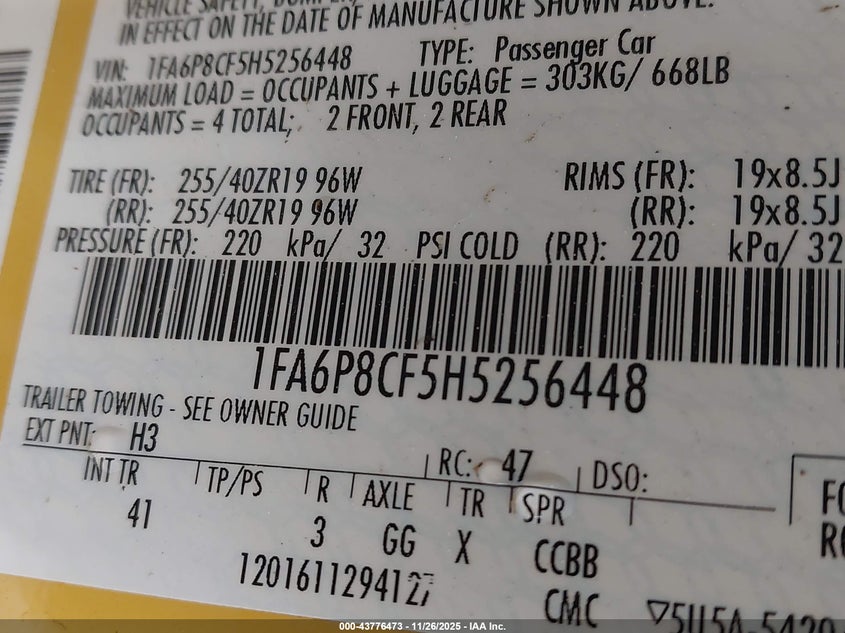 VEHICLE SAFETY, BUMPER,
IN EFFECT ON THE DATE OF MANUFACTURE SHOWN ABOVE.
VIN: 1FA6P8CF5H5256448 TYPE: Passenger Car
MAXIMUM LOAD = OCCUPANTS + LUGGAGE = 303KG/ 668LB
OCCUPANTS = 4 TOTAL; 2 FRONT, 2 REAR
TIRE (FR): 255/40ZR19 96W RIMS (FR): 19x8.5J
(RR): 255/40ZR19 96W (RR): 19x8.5J
PRESSURE (FR): 220 kPa/ 32 PSI COLD (RR): 220 kPa/ 32
1FA6P8CF5H5256448
TRAILER TOWING - SEE OWNER GUIDE
EXT PNT: H3 RC: 47 DSO:
INT TR TP/PS R AXLE TR SPR
41 3 GG X CCBB
12016112941 CMC
000-43776473 - 11/26/2025 - IAA Inc.